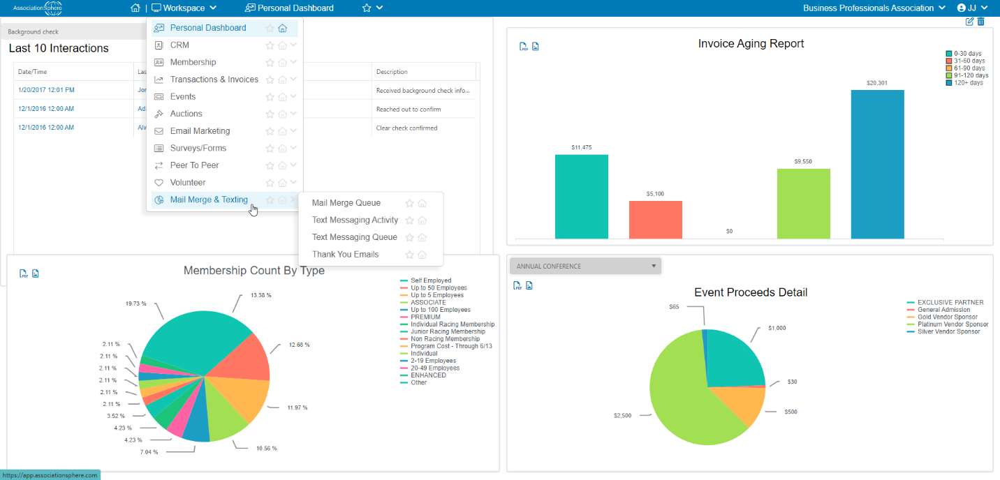 AssociationSphere
Workspace
Personal Dashboard
Business Professionals Association
JJ
Background check
Last 10 Interactions
Date/Time
Description
1/20/2017 12:01 PM
Received background check info...
12/1/2016 12:00 AM
Reached out to confirm
12/1/2016 12:00 AM
Clear check confirmed
Personal Dashboard
CRM
Membership
Transactions & Invoices
Events
Auctions
Email Marketing
Surveys/Forms
Peer To Peer
Volunteer
Mail Merge & Texting
Mail Merge Queue
Text Messaging Activity
Text Messaging Queue
Thank You Emails
Invoice Aging Report
0-30 days
31-60 days
61-90 days
91-120 days
120+ days
$11,475
$5,100
$0
$9,550
$20,301
Membership Count By Type
19.73 %
13.38 %
12.68 %
11.97 %
10.56 %
7.04 %
4.23 %
4.23 %
3.52 %
2.11 %
2.11 %
2.11 %
2.11 %
2.11 %
2.11 %
Self Employed
Up to 50 Employees
Up to 5 Employees
ASSOCIATE
Up to 100 Employees
PREMIUM
Individual Racing Membership
Junior Racing Membership
Non Racing Membership
Program Cost - Through 6/13
Individual
2-19 Employees
20-49 Employees
ENHANCED
Other
ANNUAL CONFERENCE
Event Proceeds Detail
$65
$1,000
$30
$500
$2,500
EXCLUSIVE PARTNER
General Admission
Gold Vendor Sponsor
Platinum Vendor Sponsor
Silver Vendor Sponsor
https://app.associationsphere.com